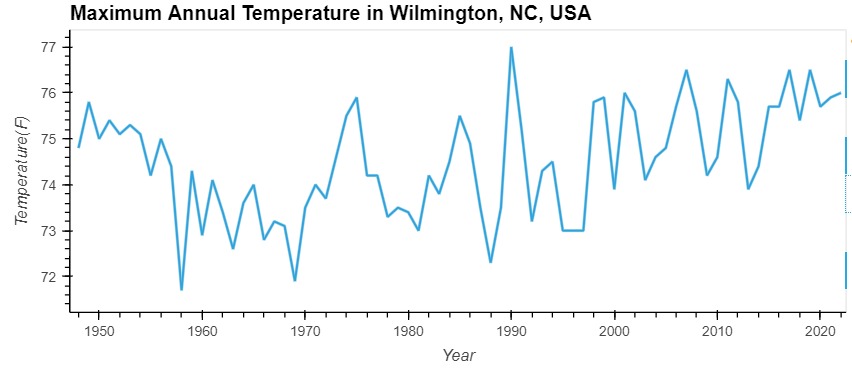 Maximum Annual Temperature in Wilmington, NC, USA
77
76
75
74
73
72
Temperature(F)
1950 1960 1970 1980 1990 2000 2010 2020
Year